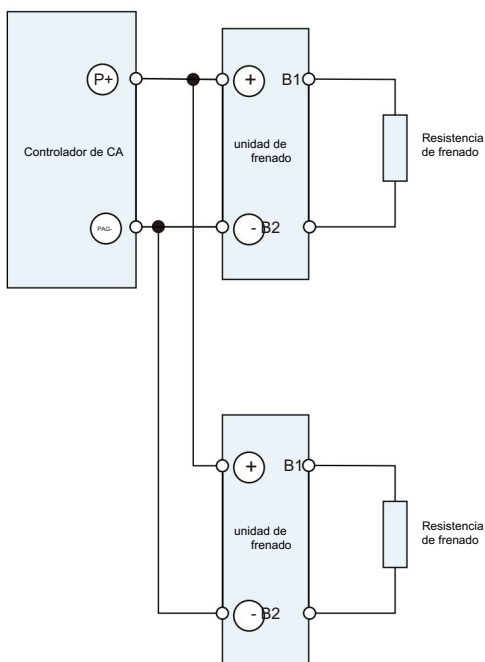 P+
+
B1
Controlador de CA
unidad de
frenado
Resistencia
de frenado
PAG-
-
B2
+
B1
unidad de
frenado
Resistencia
de frenado
-
B2